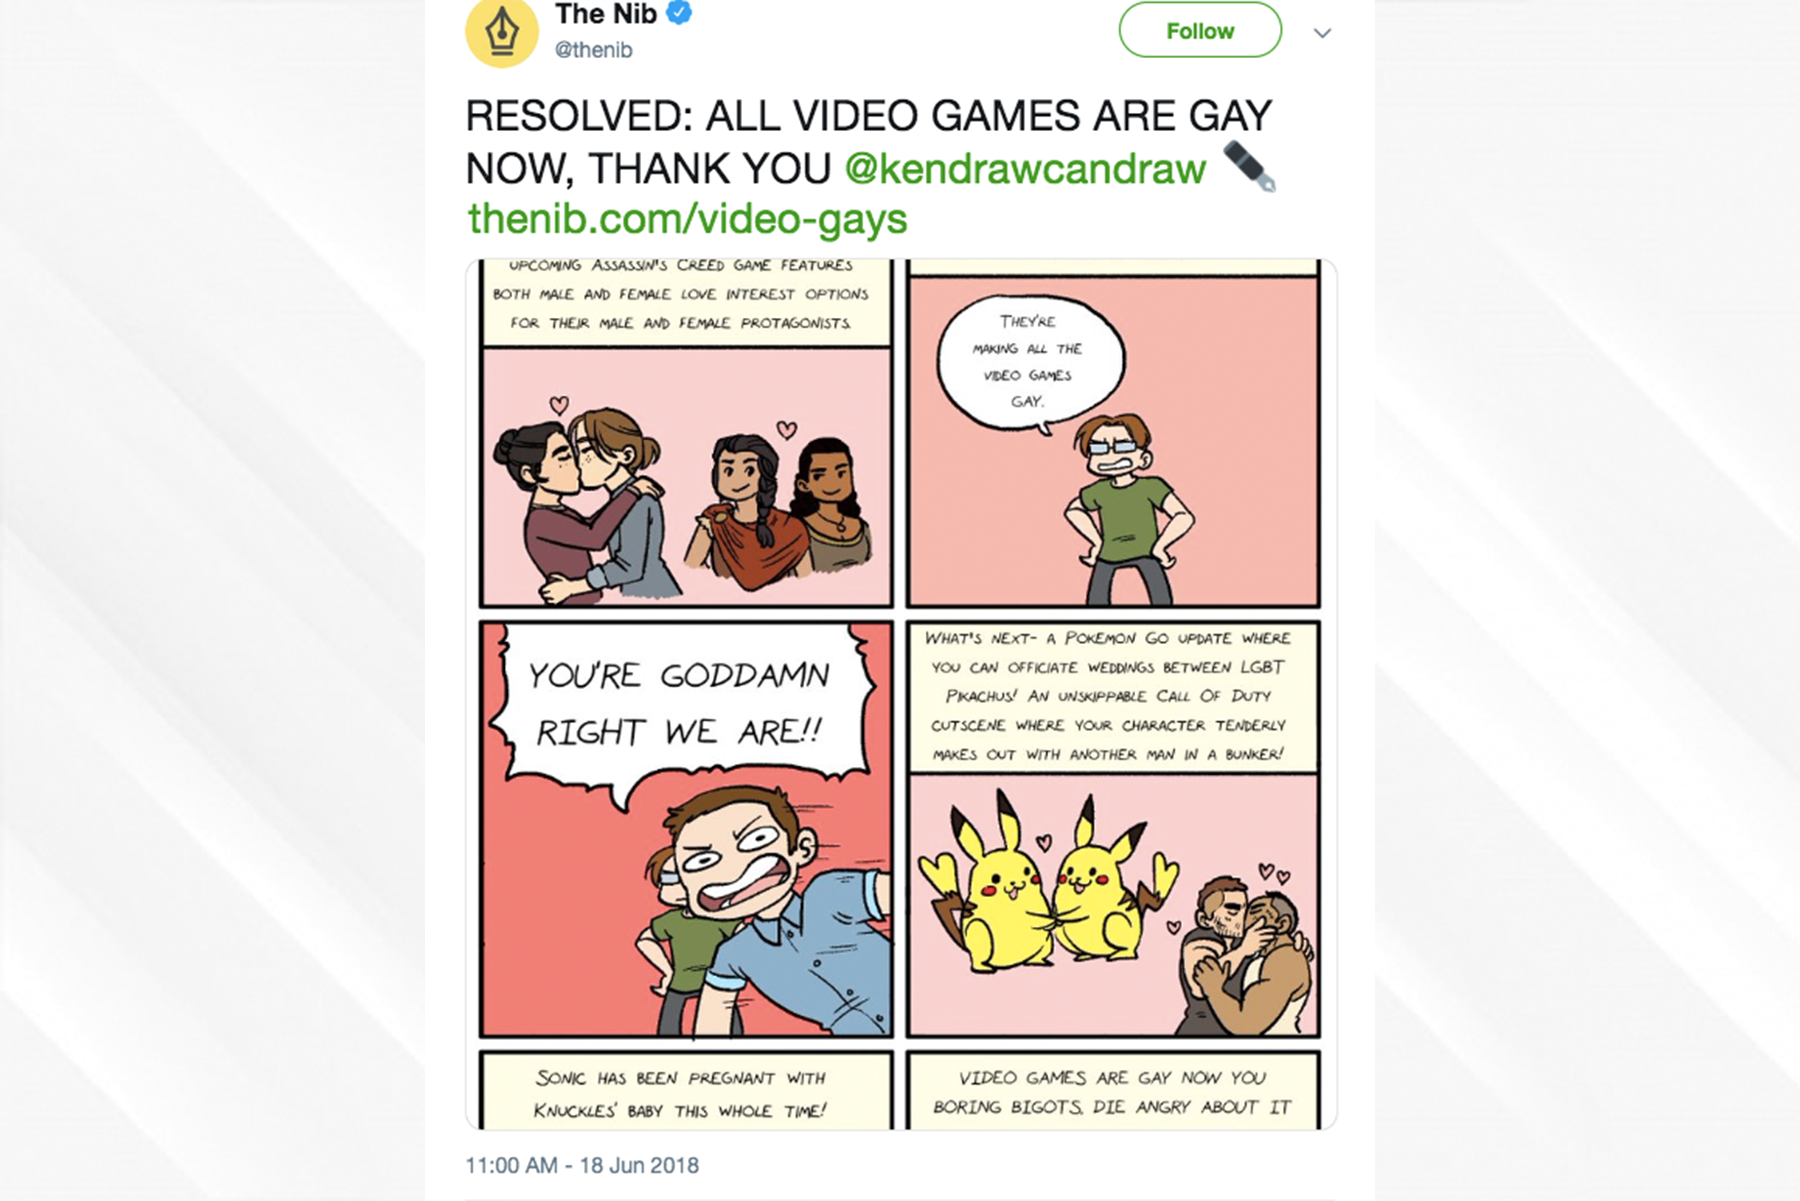 The Nib
@thenib
Follow
RESOLVED: ALL VIDEO GAMES ARE GAY
NOW, THANK YOU @kendrawcandraw
thenib.com/video-gays
UPCOMING ASSASSIN'S CREED GAME FEATURES
BOTH MALE AND FEMALE LOVE INTEREST OPTIONS
FOR THEIR MALE AND FEMALE PROTAGONISTS.
THEY'RE
MAKING ALL THE
VIDEO GAMES
GAY.
YOU'RE GODDAMN
RIGHT WE ARE!!
WHAT'S NEXT- A POKEMON GO UPDATE WHERE
YOU CAN OFFICIATE WEDDINGS BETWEEN LGBT
PIKACHUS! AN UNSKIPPABLE CALL OF DUTY
CUTSCENE WHERE YOUR CHARACTER TENDERLY
MAKES OUT WITH ANOTHER MAN IN A BUNKER!
SONIC HAS BEEN PREGNANT WITH
KNUCKLES' BABY THIS WHOLE TIME!
VIDEO GAMES ARE GAY NOW YOU
BORING BIGOTS. DIE ANGRY ABOUT IT
11:00 AM - 18 Jun 2018